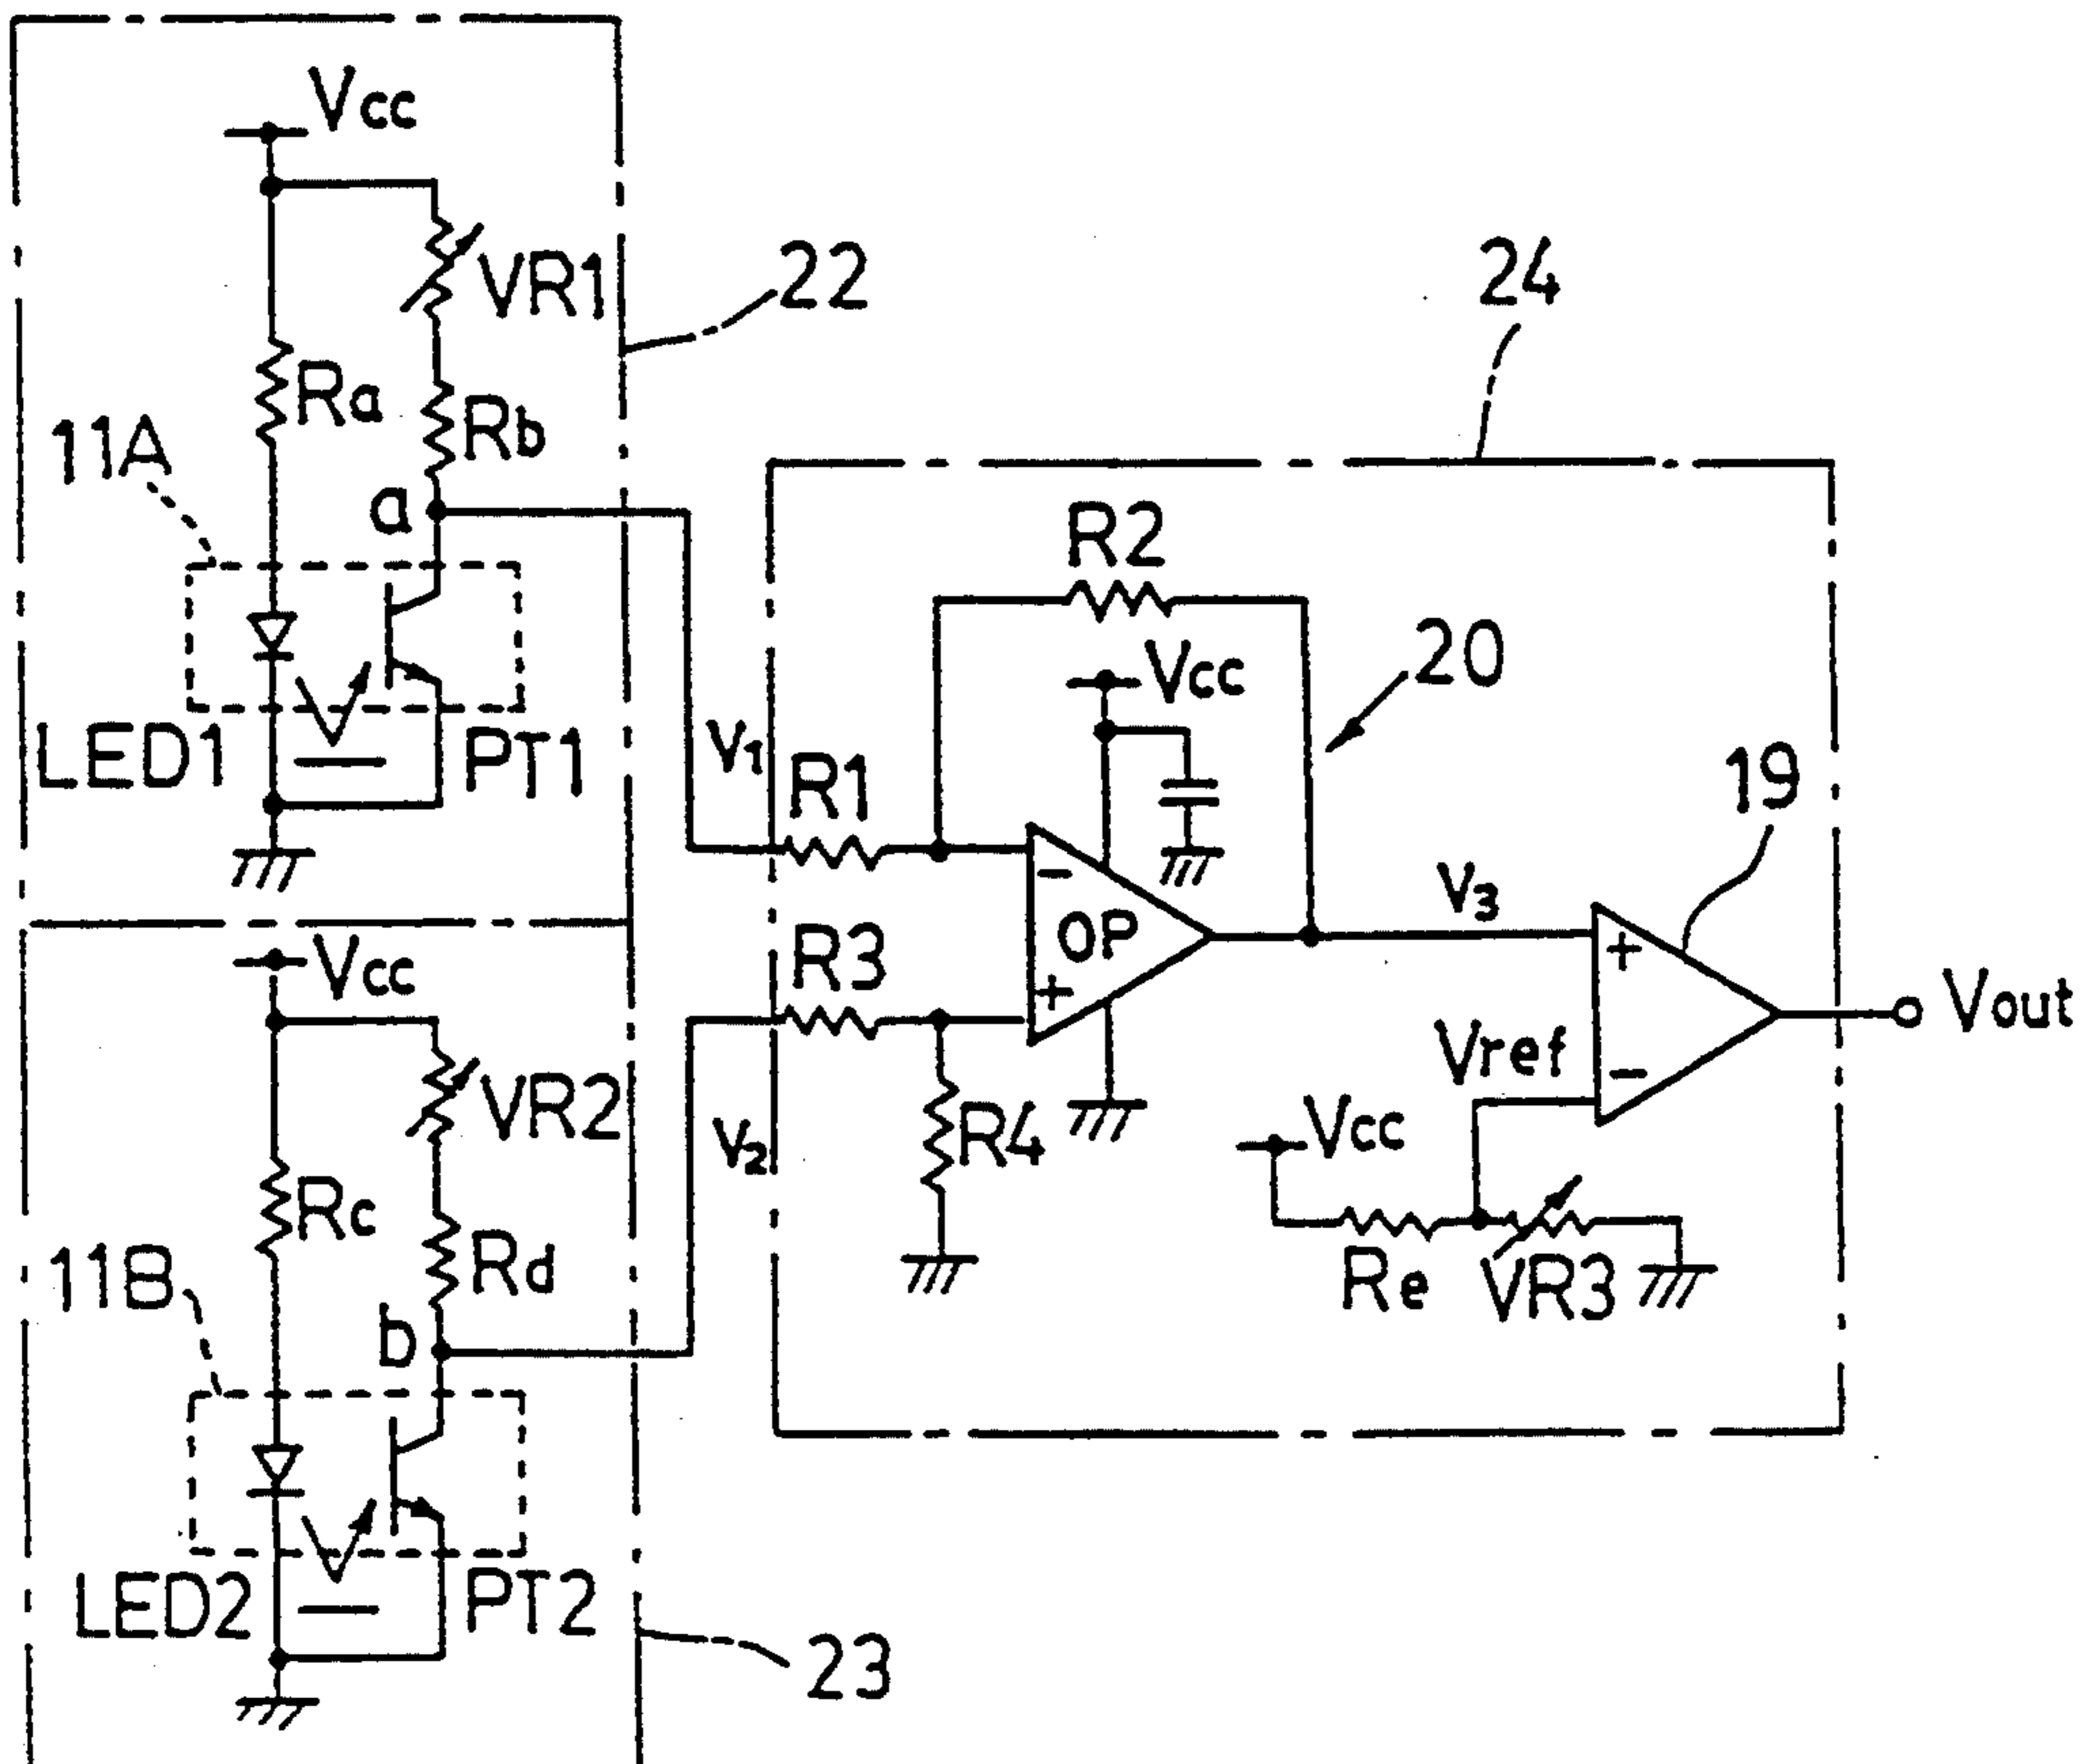 Vcc
VR1
22
Ra
Rb
11A
a
LED1
PT1
24
R2
Vcc
20
V1
R1
19
-
OP
+
V3
+
-
R3
Vcc
V2
VR2
R4
Vref
Vout
Vcc
Rc
Rd
Re
VR3
11B
b
LED2
PT2
23